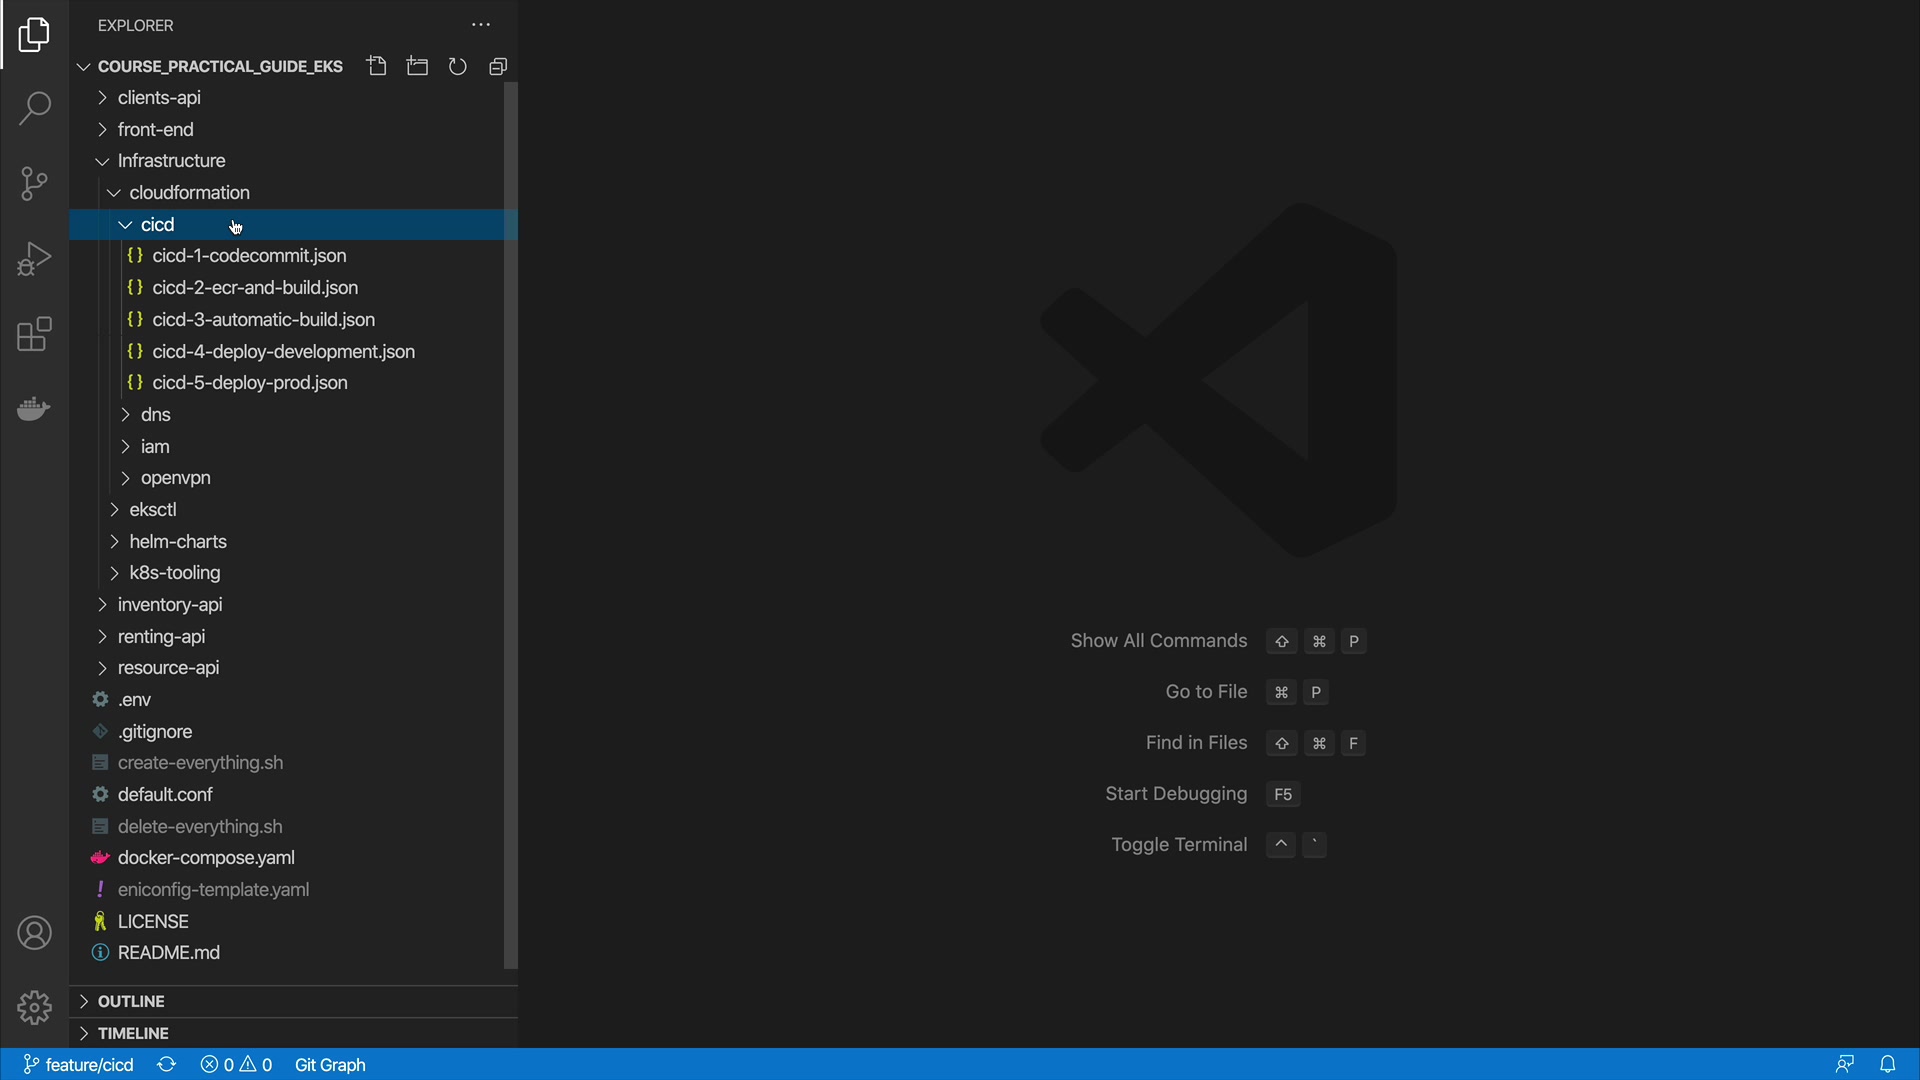 EXPLORER
COURSE_PRACTICAL_GUIDE_EKS
clients-api
front-end
Infrastructure
cloudformation
cicd
{} cicd-1-codecommit.json
{} cicd-2-ecr-and-build.json
{} cicd-3-automatic-build.json
{} cicd-4-deploy-development.json
{} cicd-5-deploy-prod.json
dns
iam
openvpn
eksctl
helm-charts
k8s-tooling
inventory-api
renting-api
resource-api
.env
.gitignore
create-everything.sh
default.conf
delete-everything.sh
docker-compose.yaml
! eniconfig-template.yaml
LICENSE
README.md
OUTLINE
TIMELINE
Show All Commands ⇧ ⌘ P
Go to File ⌘ P
Find in Files ⇧ ⌘ F
Start Debugging F5
Toggle Terminal ^ `
feature/cicd 0 0 Git Graph